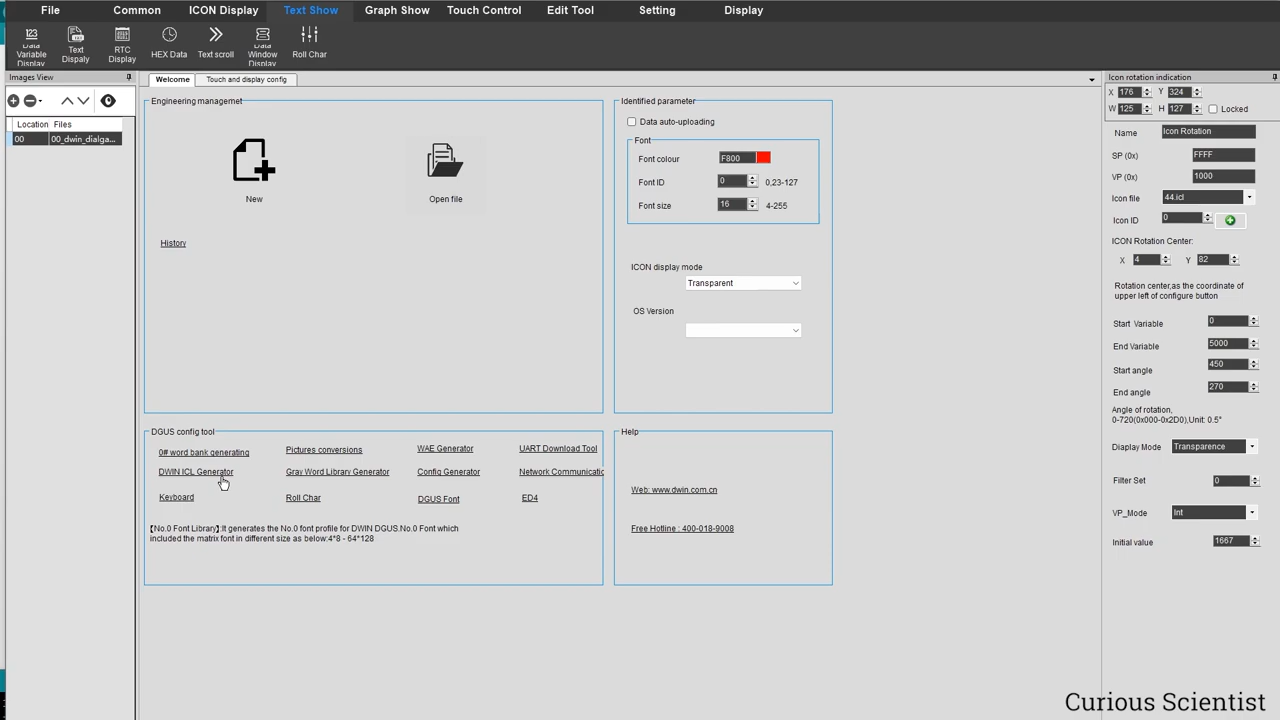 File Common ICON Display Text Show Graph Show Touch Control Edit Tool Setting Display
Data Variable Display
Text Dispaly
RTC Display
HEX Data
Text scroll
Data Window Display
Roll Char
Images View
Location Files
00 00_dwin_dialga...
Welcome Touch and display config
Engineering managemet
New
Open file
History
Identified parameter
Data auto-uploading
Font
Font colour F800
Font ID 0 0,23-127
Font size 16 4-255
ICON display mode
Transparent
OS Version
DGUS config tool
0# word bank generating Pictures conversions WAE Generator UART Download Tool
DWIN ICL Generator Gray Word Library Generator Config Generator Network Communicatio
Keyboard Roll Char DGUS Font ED4
【No.0 Font Library】:It generates the No.0 font profile for DWIN DGUS.No.0 Font which
included the matrix font in different size as below:4*8 - 64*128
Help
Web: www.dwin.com.cn
Free Hotline : 400-018-9008
Icon rotation indication
X 176 Y 324
W 125 H 127 Locked
Name Icon Rotation
SP (0x) FFFF
VP (0x) 1000
Icon file 44.icl
Icon ID 0
ICON Rotation Center:
X 4 Y 82
Rotation center,as the coordinate of
upper left of configure button
Start Variable 0
End Variable 5000
Start angle 450
End angle 270
Angle of rotation,
0-720(0x000-0x2D0),Unit: 0.5°
Diaplay Mode Transparence
Filter Set 0
VP_Mode Int
Initial value 1667
Curious Scientist